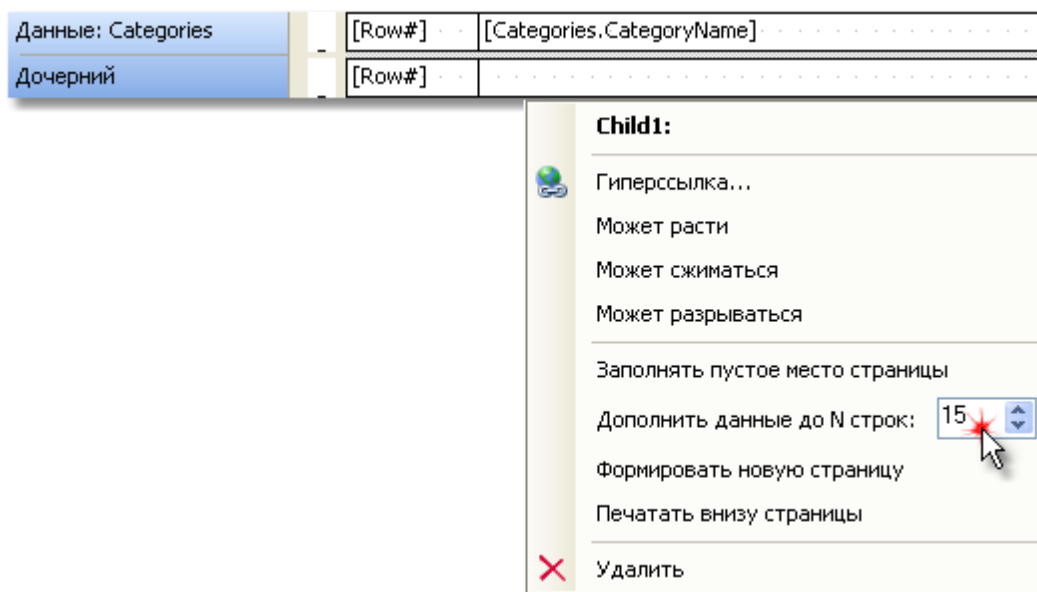 Данные: Categories [Row#] [Categories.CategoryName]
Дочерний [Row#]
Child1:
Гиперссылка...
Может расти
Может сжиматься
Может разрываться
Заполнять пустое место страницы
Дополнить данные до N строк: 15
Формировать новую страницу
Печатать внизу страницы
Удалить